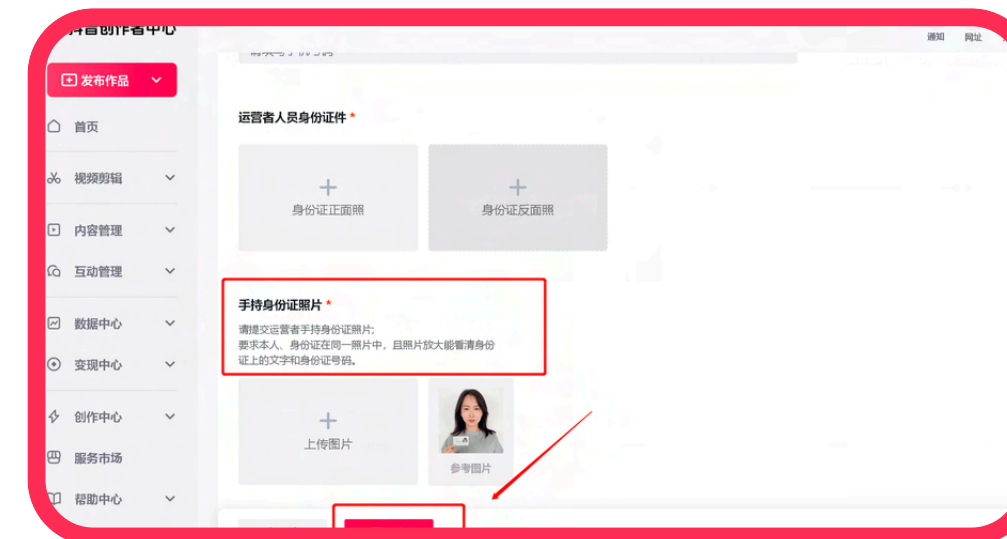 抖音创作者中心
通知 网址
发布作品
首页
视频剪辑
内容管理
互动管理
数据中心
变现中心
创作中心
服务市场
帮助中心
运营者人员身份证件 *
身份证正面照
身份证反面照
手持身份证照片 *
请提交运营者手持身份证照片;
要求本人、身份证在同一照片中，且照片放大能看清身份
证上的文字和身份证号码。
上传图片
参考图片